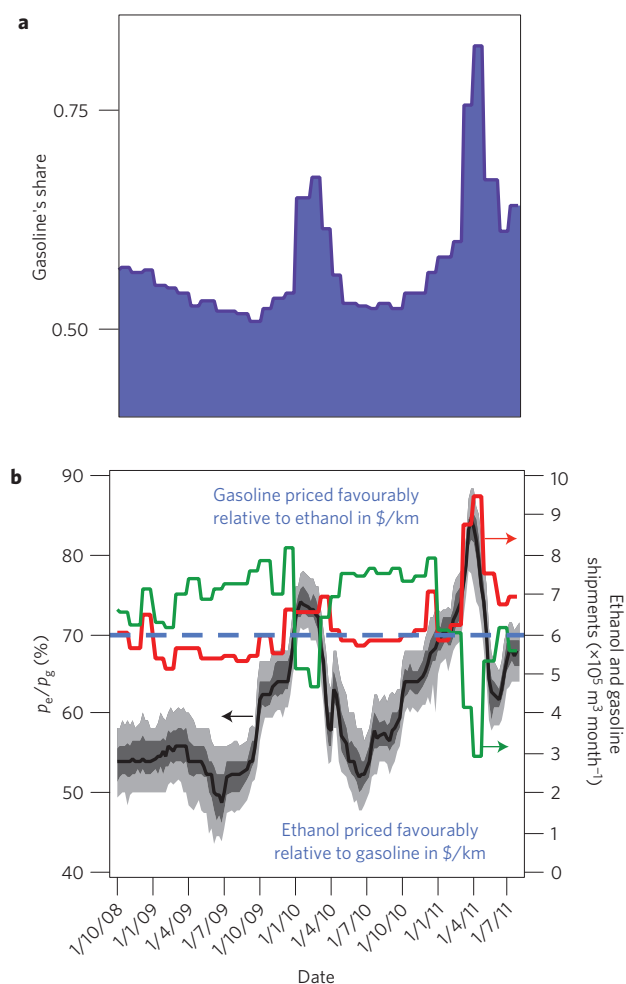 a
Gasoline's share
0.75
0.50
b
90
80
70
60
50
40
pe/pg (%)
Gasoline priced favourably
relative to ethanol in $/km
Ethanol priced favourably
relative to gasoline in $/km
10
9
8
7
6
5
4
3
2
1
0
Ethanol and gasoline
shipments (×10⁵ m³ month⁻¹)
1/10/08
1/1/09
1/4/09
1/7/09
1/10/09
1/1/10
1/4/10
1/7/10
1/10/10
1/1/11
1/4/11
1/7/11
Date